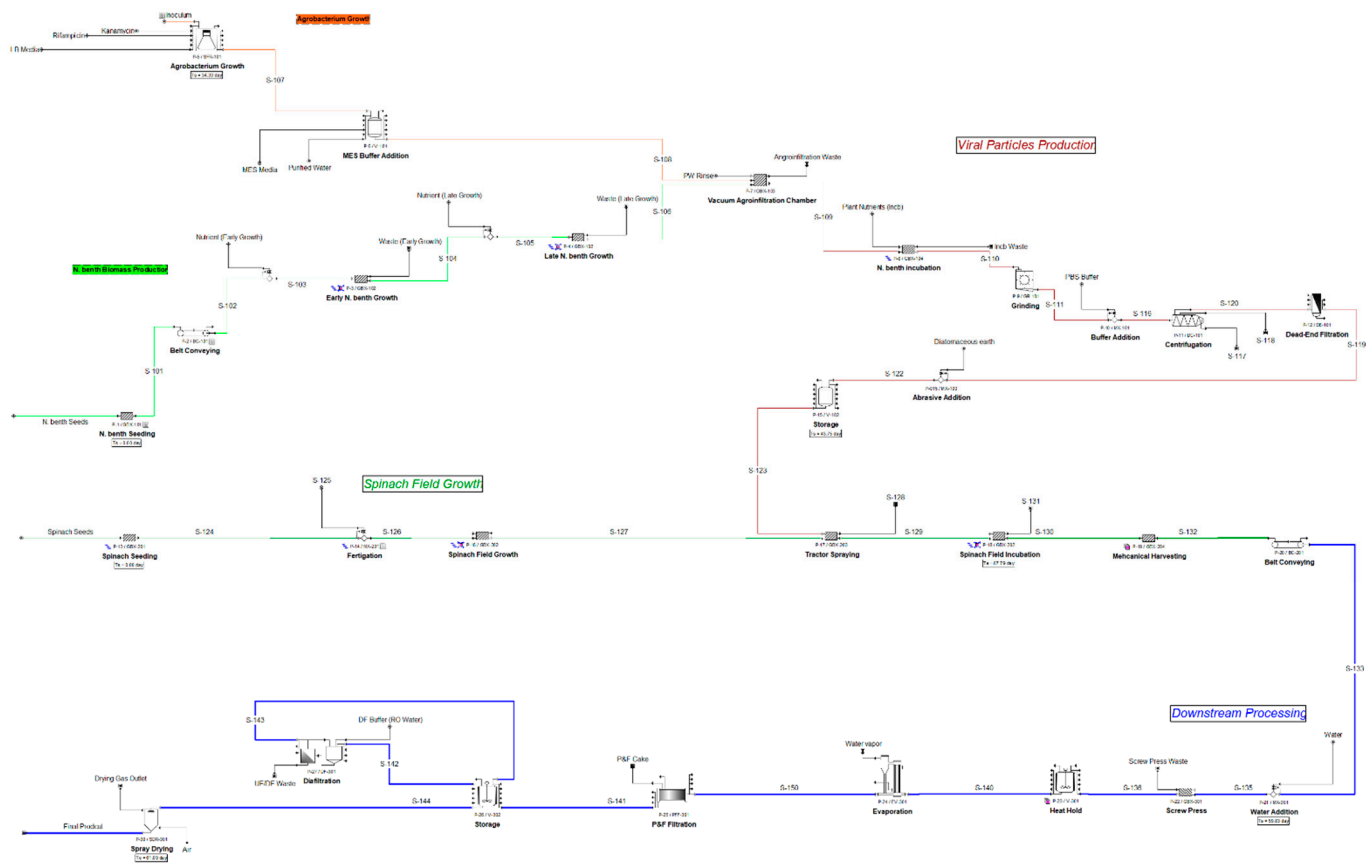 Inoculum
Agrobacterium Growth
Kanamycin
Rifampicin
LB Media
Agrobacterium Growth
S-107
MES Buffer Addition
MES Media
Purified Water
S-108
Viral Particles Production
Angroinfiltration Waste
PW Rinse
P-7 / GBX-103
Vacuum Agroinfiltration Chamber
Nutrient (Late Growth)
Waste (Late Growth)
S-106
S-109
Plant Nutrients (Incb)
Nutrient (Early Growth)
Waste (Early Growth)
S-105
Late N. benth Growth
Incb Waste
S-110
N. benth Incubation
N. benth Biomass Production
S-104
S-103
Early N. benth Growth
PBS Buffer
Grinding
S-111
S-102
S-120
S-116
Buffer Addition
Centrifugation
S-118
S-117
Dead-End Filtration
S-119
Belt Conveying
Diatomaceous earth
S-101
S-122
Abrasive Addition
N. benth Seeds
N. benth Seeding
Storage
S-123
Spinach Field Growth
S-125
S-128
S-131
Spinach Seeds
S-124
S-126
S-127
S-129
S-130
S-132
Spinach Seeding
Fertigation
Spinach Field Growth
Tractor Spraying
Spinach Field Incubation
Mehcanical Harvesting
Belt Conveying
S-133
Downstream Processing
S-143
DF Buffer (RO Water)
Water vapor
Water
S-142
UF/DF Waste
Diafiltration
P&F Cake
Screw Press Waste
Drying Gas Outlet
S-144
S-141
S-150
S-140
S-136
S-135
Storage
P&F Filtration
Evaporation
Heat Hold
Screw Press
Water Addition
Final Prodcut
Spray Drying
Air